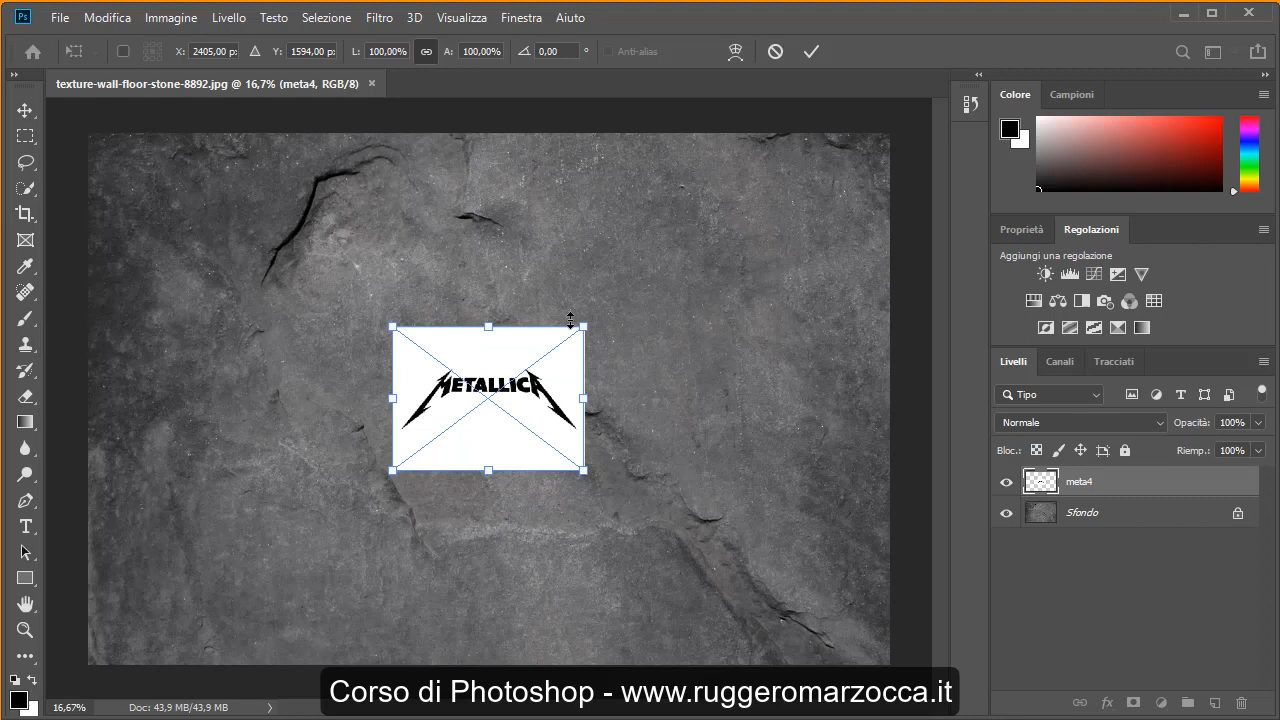 Ps File Modifica Immagine Livello Testo Selezione Filtro 3D Visualizza Finestra Aiuto
X: 2405,00 p: Y: 1594,00 p: L: 100,00% A: 100,00% 0,00 ° Anti-alias
texture-wall-floor-stone-8892.jpg @ 16,7% (meta4, RGB/8) ×
Colore Campioni
Proprietà Regolazioni
Aggiungi una regolazione
Livelli Canali Tracciati
Tipo
METALLICA
Normale Opacità: 100%
Bloc.: Riemp.: 100%
meta4
Sfondo
16,67% Doc: 43,9 MB/43,9 MB
Corso di Photoshop - www.ruggeromarzocca.it